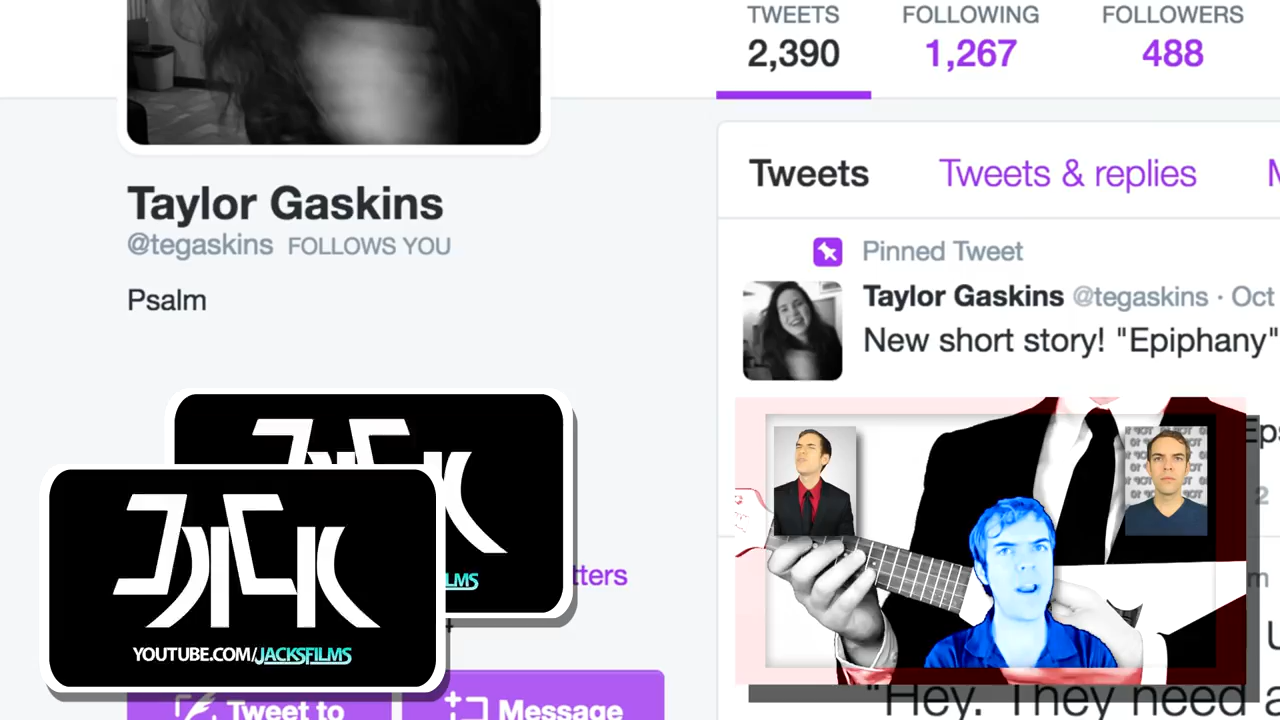 TWEETS FOLLOWING FOLLOWERS
2,390 1,267 488
Tweets Tweets & replies
Taylor Gaskins
@tegaskins FOLLOWS YOU
Psalm
Pinned Tweet
Taylor Gaskins @tegaskins · Oct
New short story! "Epiphany"
JACK
YOUTUBE.COM/JACKSFILMS
tters
Tweet to
Message
"Hey. They need a